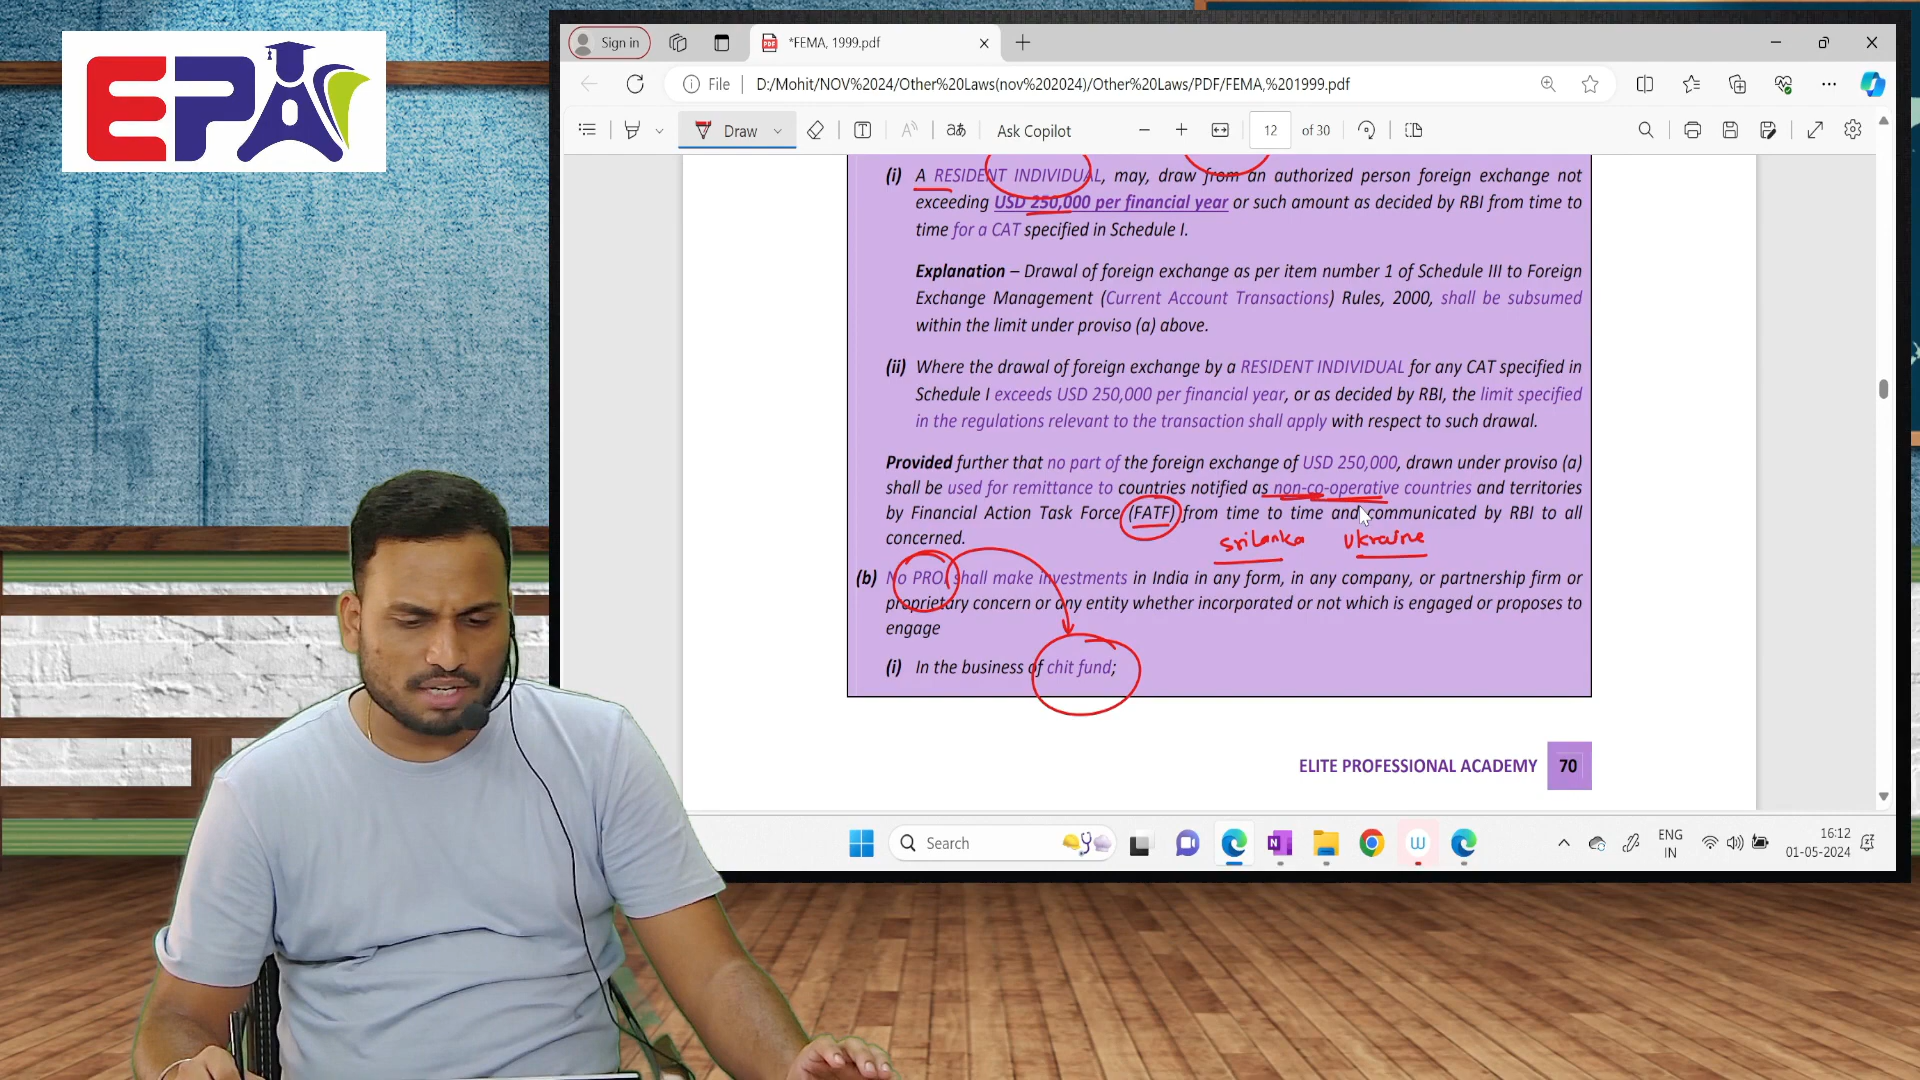 EPA
Sign in
*FEMA, 1999.pdf
File
D:/Mohit/NOV%2024/Other%20Laws(nov%202024)/Other%20Laws/PDF/FEMA,%201999.pdf
Draw
Ask Copilot
12 of 30
(i) A RESIDENT INDIVIDUAL, may, draw from an authorized person foreign exchange not
exceeding USD 250,000 per financial year or such amount as decided by RBI from time to
time for a CAT specified in Schedule I.
Explanation – Drawal of foreign exchange as per item number 1 of Schedule III to Foreign
Exchange Management (Current Account Transactions) Rules, 2000, shall be subsumed
within the limit under proviso (a) above.
(ii) Where the drawal of foreign exchange by a RESIDENT INDIVIDUAL for any CAT specified in
Schedule I exceeds USD 250,000 per financial year, or as decided by RBI, the limit specified
in the regulations relevant to the transaction shall apply with respect to such drawal.
Provided further that no part of the foreign exchange of USD 250,000, drawn under proviso (a)
shall be used for remittance to countries notified as non-co-operative countries and territories
by Financial Action Task Force (FATF) from time to time and communicated by RBI to all
concerned.
srilanka ukraine
(b) No PROI shall make investments in India in any form, in any company, or partnership firm or
proprietary concern or any entity whether incorporated or not which is engaged or proposes to
engage
(i) In the business of chit fund;
ELITE PROFESSIONAL ACADEMY 70
Search
ENG
IN
16:12
01-05-2024